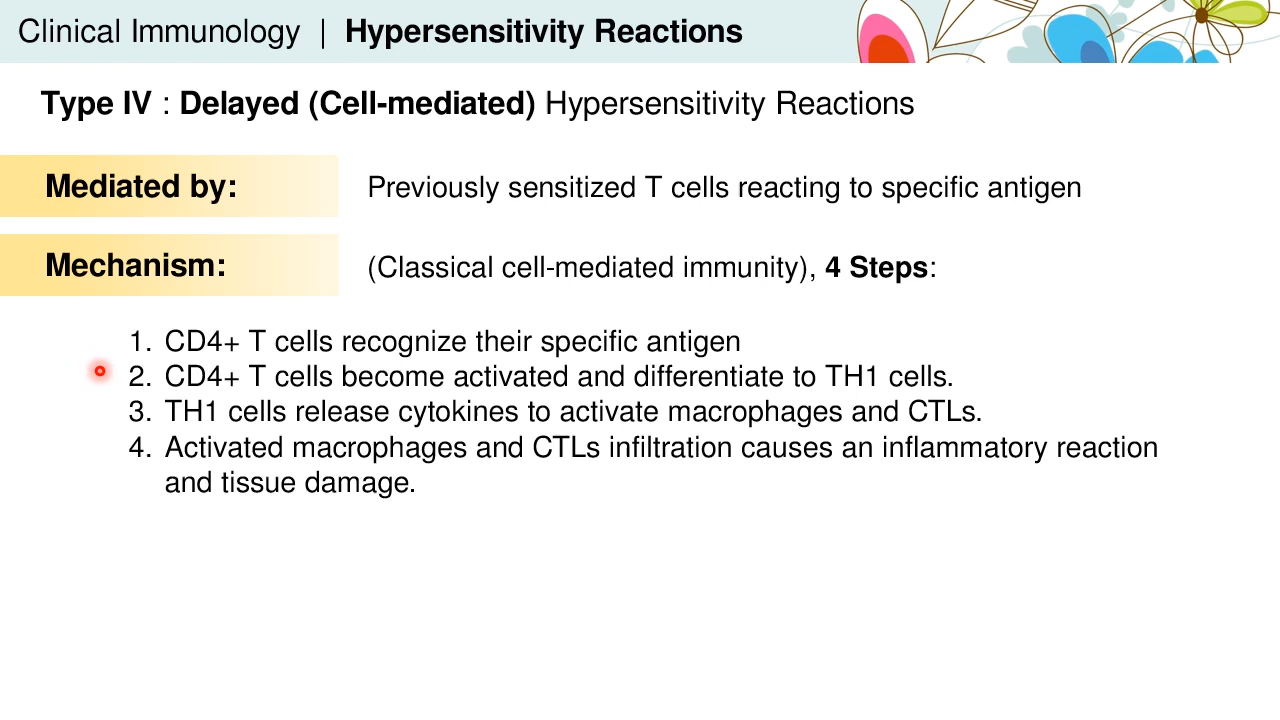 Clinical Immunology | Hypersensitivity Reactions
Type IV : Delayed (Cell-mediated) Hypersensitivity Reactions
Mediated by: Previously sensitized T cells reacting to specific antigen
Mechanism: (Classical cell-mediated immunity), 4 Steps:
1. CD4+ T cells recognize their specific antigen
2. CD4+ T cells become activated and differentiate to TH1 cells.
3. TH1 cells release cytokines to activate macrophages and CTLs.
4. Activated macrophages and CTLs infiltration causes an inflammatory reaction
and tissue damage.